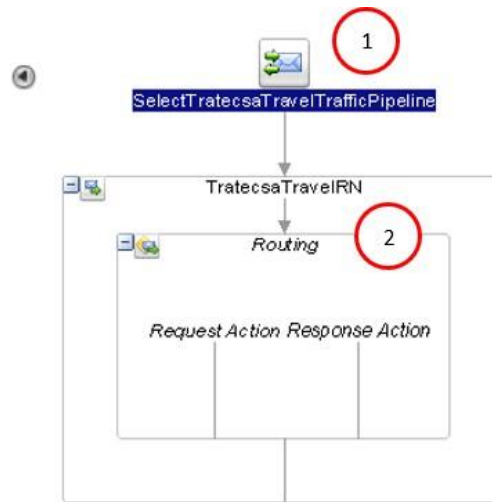 1
SelectTratecsaTravelTrafficPipeline
TratecsaTravelRN
2
Routing
Request Action Response Action